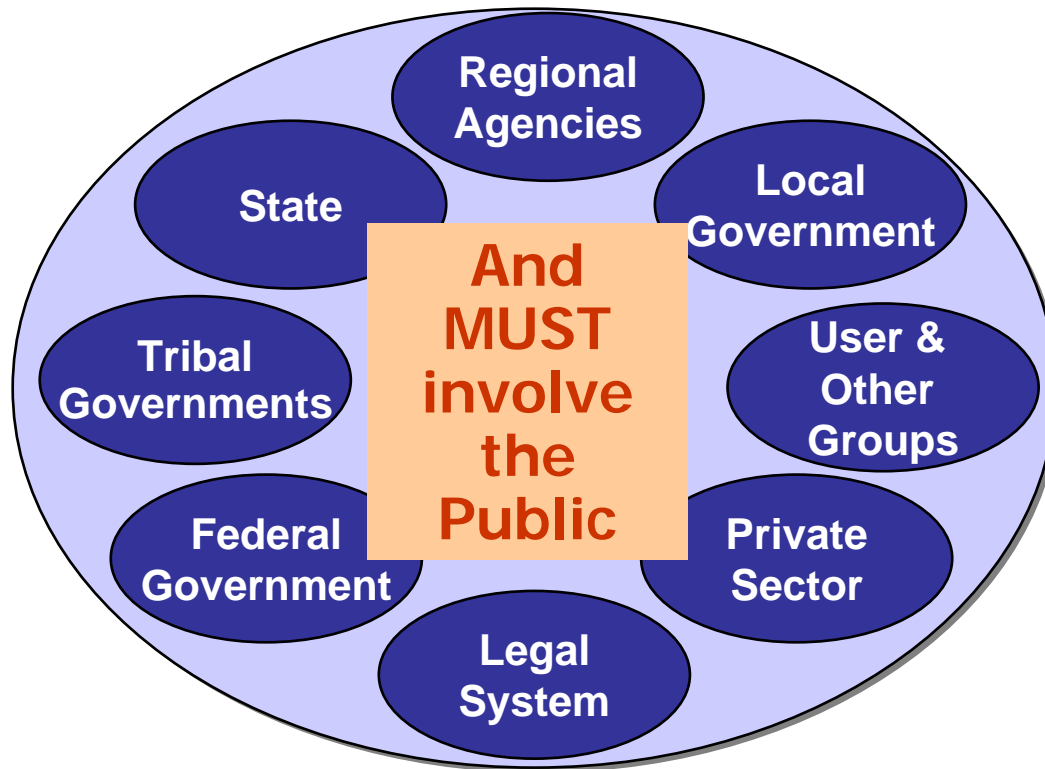 Regional
Agencies
State
Local
Government
And
MUST
involve
the
Public
Tribal
Governments
User &
Other
Groups
Federal
Government
Private
Sector
Legal
System